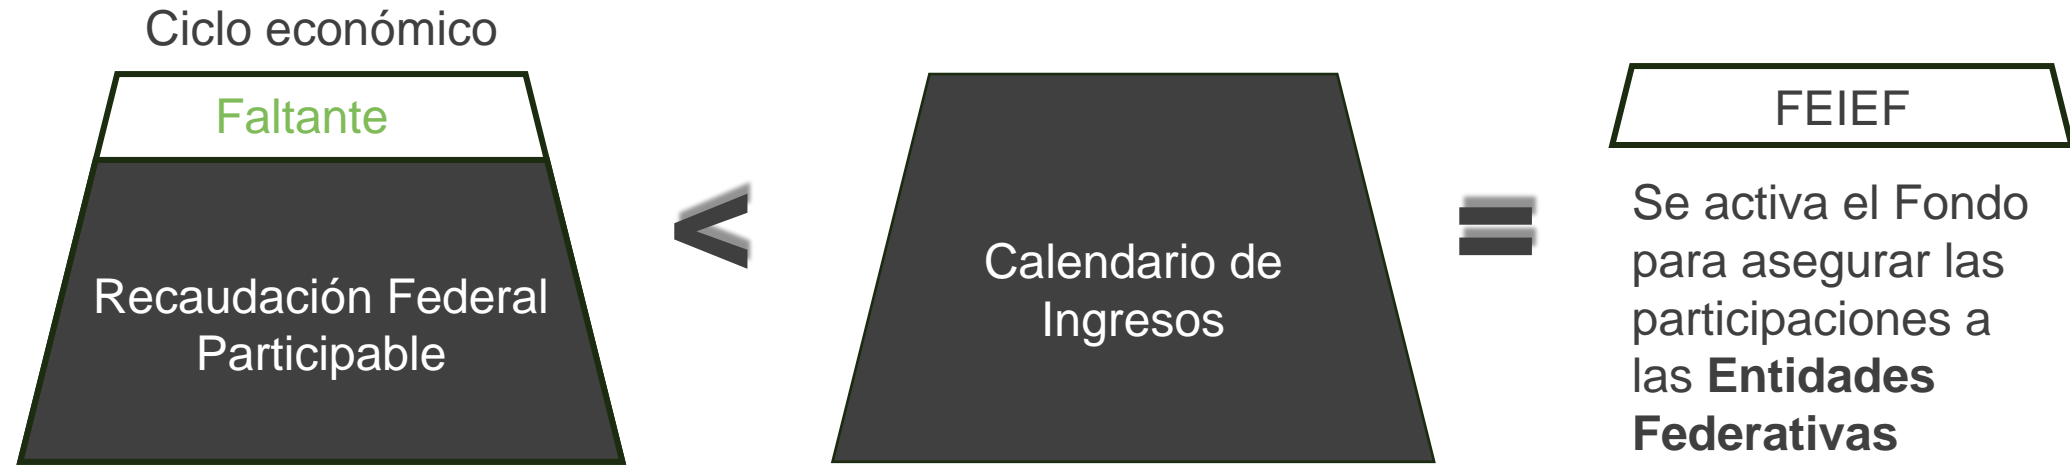 Ciclo económico
Faltante
Recaudación Federal
Participable
<
Calendario de
Ingresos
=
FEIEF
Se activa el Fondo
para asegurar las
participaciones a
las Entidades
Federativas